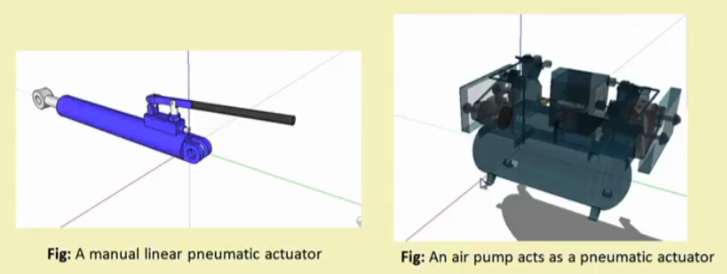 Fig: A manual linear pneumatic actuator
Fig: An air pump acts as a pneumatic actuator